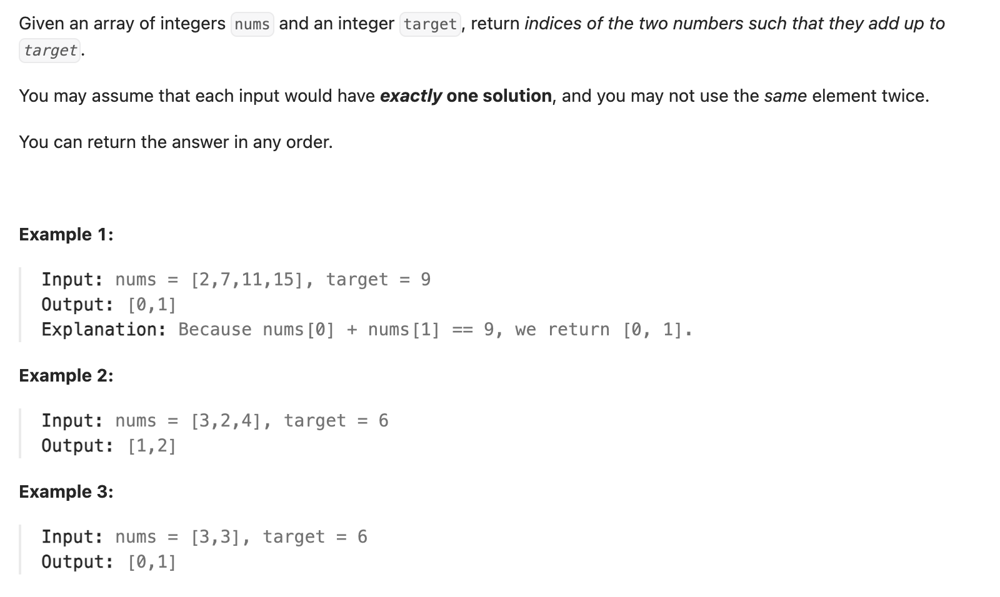 Given an array of integers nums and an integer target, return indices of the two numbers such that they add up to
target.
You may assume that each input would have exactly one solution, and you may not use the same element twice.
You can return the answer in any order.
Example 1:
Input: nums = [2,7,11,15], target = 9
Output: [0,1]
Explanation: Because nums[0] + nums[1] == 9, we return [0, 1].
Example 2:
Input: nums = [3,2,4], target = 6
Output: [1,2]
Example 3:
Input: nums = [3,3], target = 6
Output: [0,1]